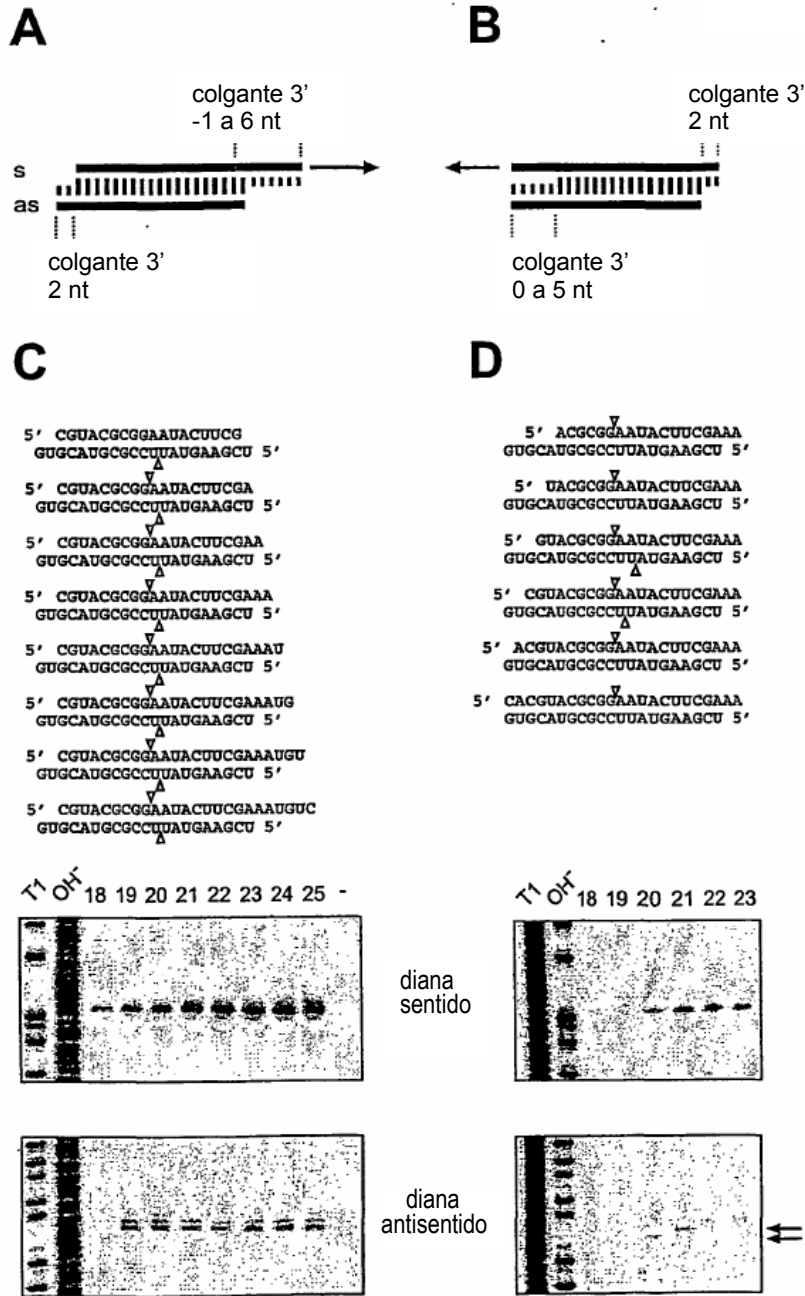 A
B
colgante 3'
-1 a 6 nt
colgante 3'
2 nt
s
as
colgante 3'
2 nt
colgante 3'
0 a 5 nt
C
D
5' CGUACGCGGAAUACUUCG
GUGCAUGCGCCUUAUGAAGCU 5'
5' CGUACGCGGAAUACUUCGA
GUGCAUGCGCCUUAUGAAGCU 5'
5' CGUACGCGGAAUACUUCGAA
GUGCAUGCGCCUUAUGAAGCU 5'
5' CGUACGCGGAAUACUUCGAAA
GUGCAUGCGCCUUAUGAAGCU 5'
5' CGUACGCGGAAUACUUCGAAAU
GUGCAUGCGCCUUAUGAAGCU 5'
5' CGUACGCGGAAUACUUCGAAAUG
GUGCAUGCGCCUUAUGAAGCU 5'
5' CGUACGCGGAAUACUUCGAAAUGU
GUGCAUGCGCCUUAUGAAGCU 5'
5' CGUACGCGGAAUACUUCGAAAUGUC
GUGCAUGCGCCUUAUGAAGCU 5'
5' ACGCGGAAUACUUCGAAA
GUGCAUGCGCCUUAUGAAGCU 5'
5' UACGCGGAAUACUUCGAAA
GUGCAUGCGCCUUAUGAAGCU 5'
5' GUACGCGGAAUACUUCGAAA
GUGCAUGCGCCUUAUGAAGCU 5'
5' CGUACGCGGAAUACUUCGAAA
GUGCAUGCGCCUUAUGAAGCU 5'
5' ACGUACGCGGAAUACUUCGAAA
GUGCAUGCGCCUUAUGAAGCU 5'
5' CACGUACGCGGAAUACUUCGAAA
GUGCAUGCGCCUUAUGAAGCU 5'
T1 OH⁻ 18 19 20 21 22 23 24 25 -
T1 OH⁻ 18 19 20 21 22 23
diana
sentido
diana
antisentido